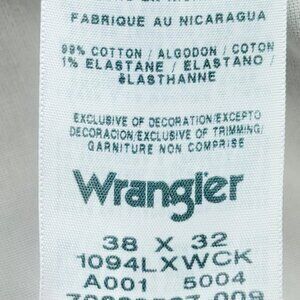 FABRIQUE AU NICARAGUA
99% COTTON / ALGODON / COTON
1% ELASTANE / ELASTANO /
ÉLASTHANNE
EXCLUSIVE OF DECORATION/EXCEPTO
DECORACION/EXCLUSIVE OF TRIMMING/
GARNITURE NON COMPRISE
Wrangler
38 X 32
1094LXWCK
A001 5004